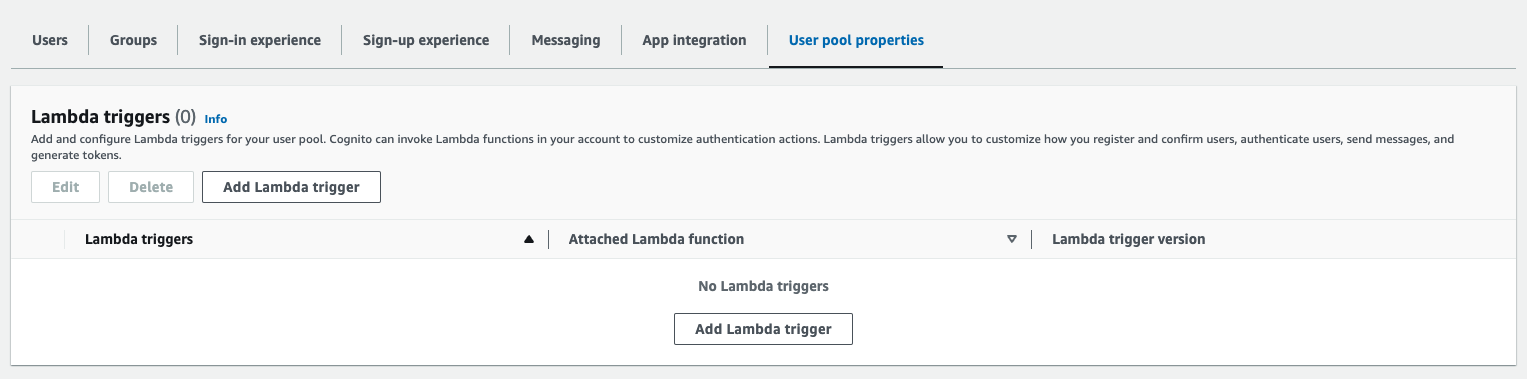 Users
Groups
Sign-in experience
Sign-up experience
Messaging
App integration
User pool properties
Lambda triggers (0) Info
Add and configure Lambda triggers for your user pool. Cognito can invoke Lambda functions in your account to customize authentication actions. Lambda triggers allow you to customize how you register and confirm users, authenticate users, send messages, and
generate tokens.
Edit
Delete
Add Lambda trigger
Lambda triggers
Attached Lambda function
Lambda trigger version
No Lambda triggers
Add Lambda trigger